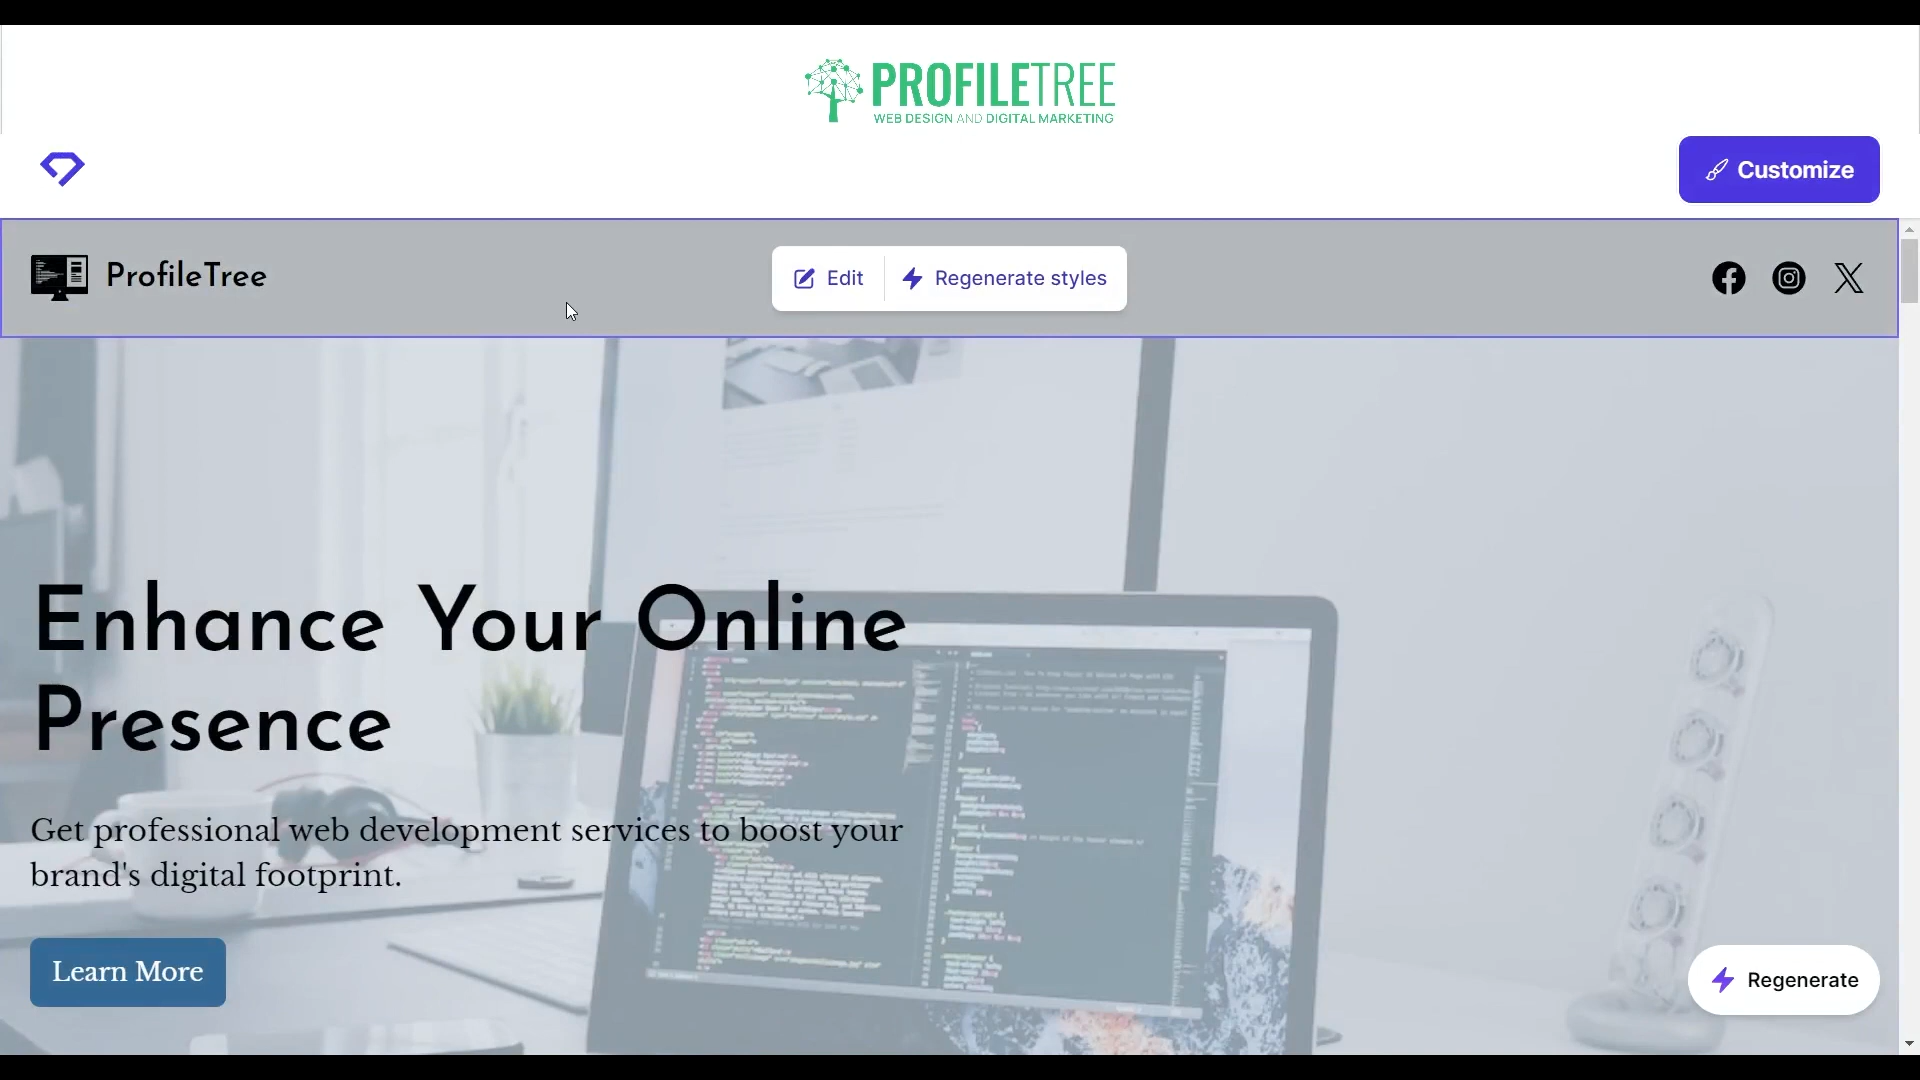 PROFILETREE
WEB DESIGN AND DIGITAL MARKETING
Customize
ProfileTree
Edit
Regenerate styles
Enhance Your Online
Presence
Get professional web development services to boost your
brand's digital footprint.
Learn More
Regenerate